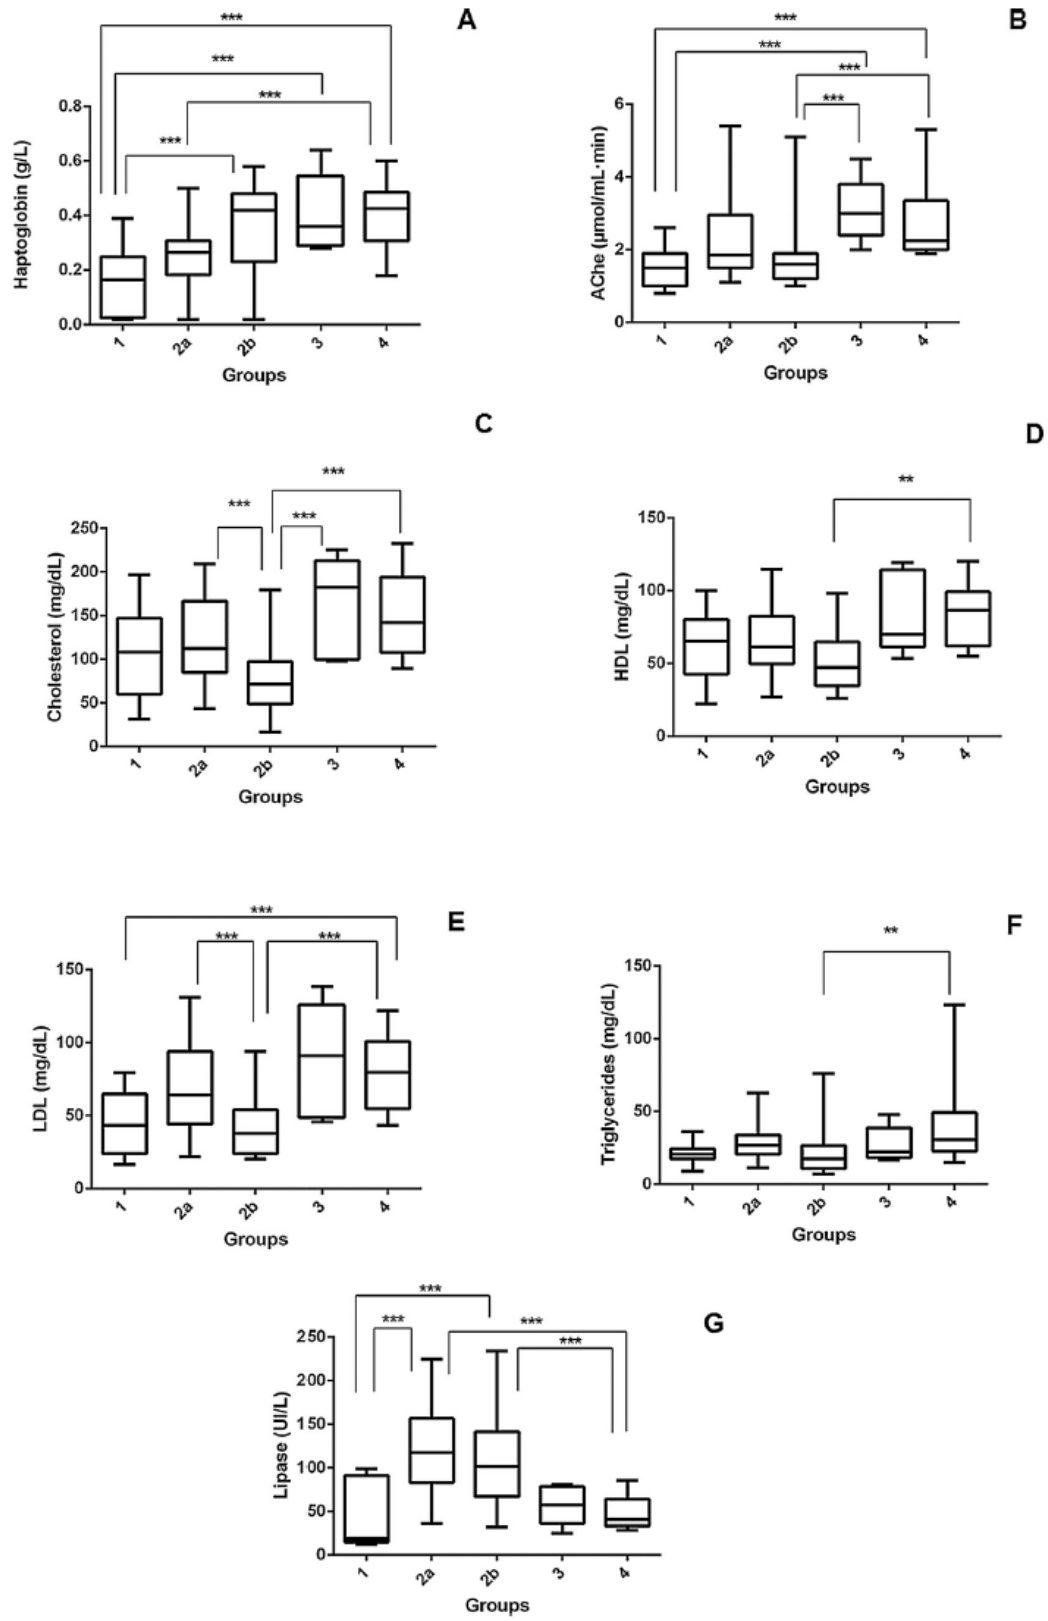 A
***
***
***
***
Haptoglobin (g/L)
0.8
0.6
0.4
0.2
0.0
1
2a
2b
3
4
Groups
B
***
***
***
***
AChe (µmol/mL·min)
6
4
2
0
1
2a
2b
3
4
Groups
C
***
***
***
Cholesterol (mg/dL)
250
200
150
100
50
0
1
2a
2b
3
4
Groups
D
**
HDL (mg/dL)
150
100
50
0
1
2a
2b
3
4
Groups
E
***
***
***
LDL (mg/dL)
150
100
50
0
1
2a
2b
3
4
Groups
F
**
Triglycerides (mg/dL)
150
100
50
0
1
2a
2b
3
4
Groups
G
***
***
***
***
Lipase (UI/L)
250
200
150
100
50
0
1
2a
2b
3
4
Groups